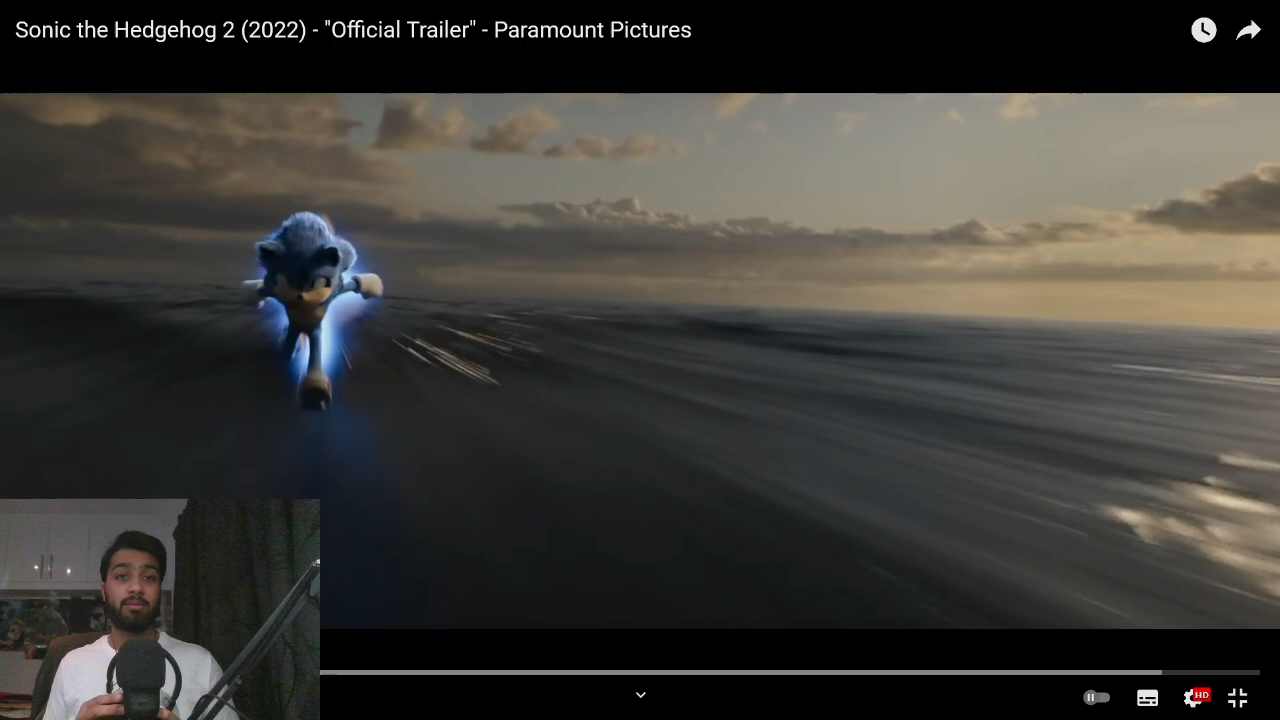 Sonic the Hedgehog 2 (2022) - "Official Trailer" - Paramount Pictures
HD